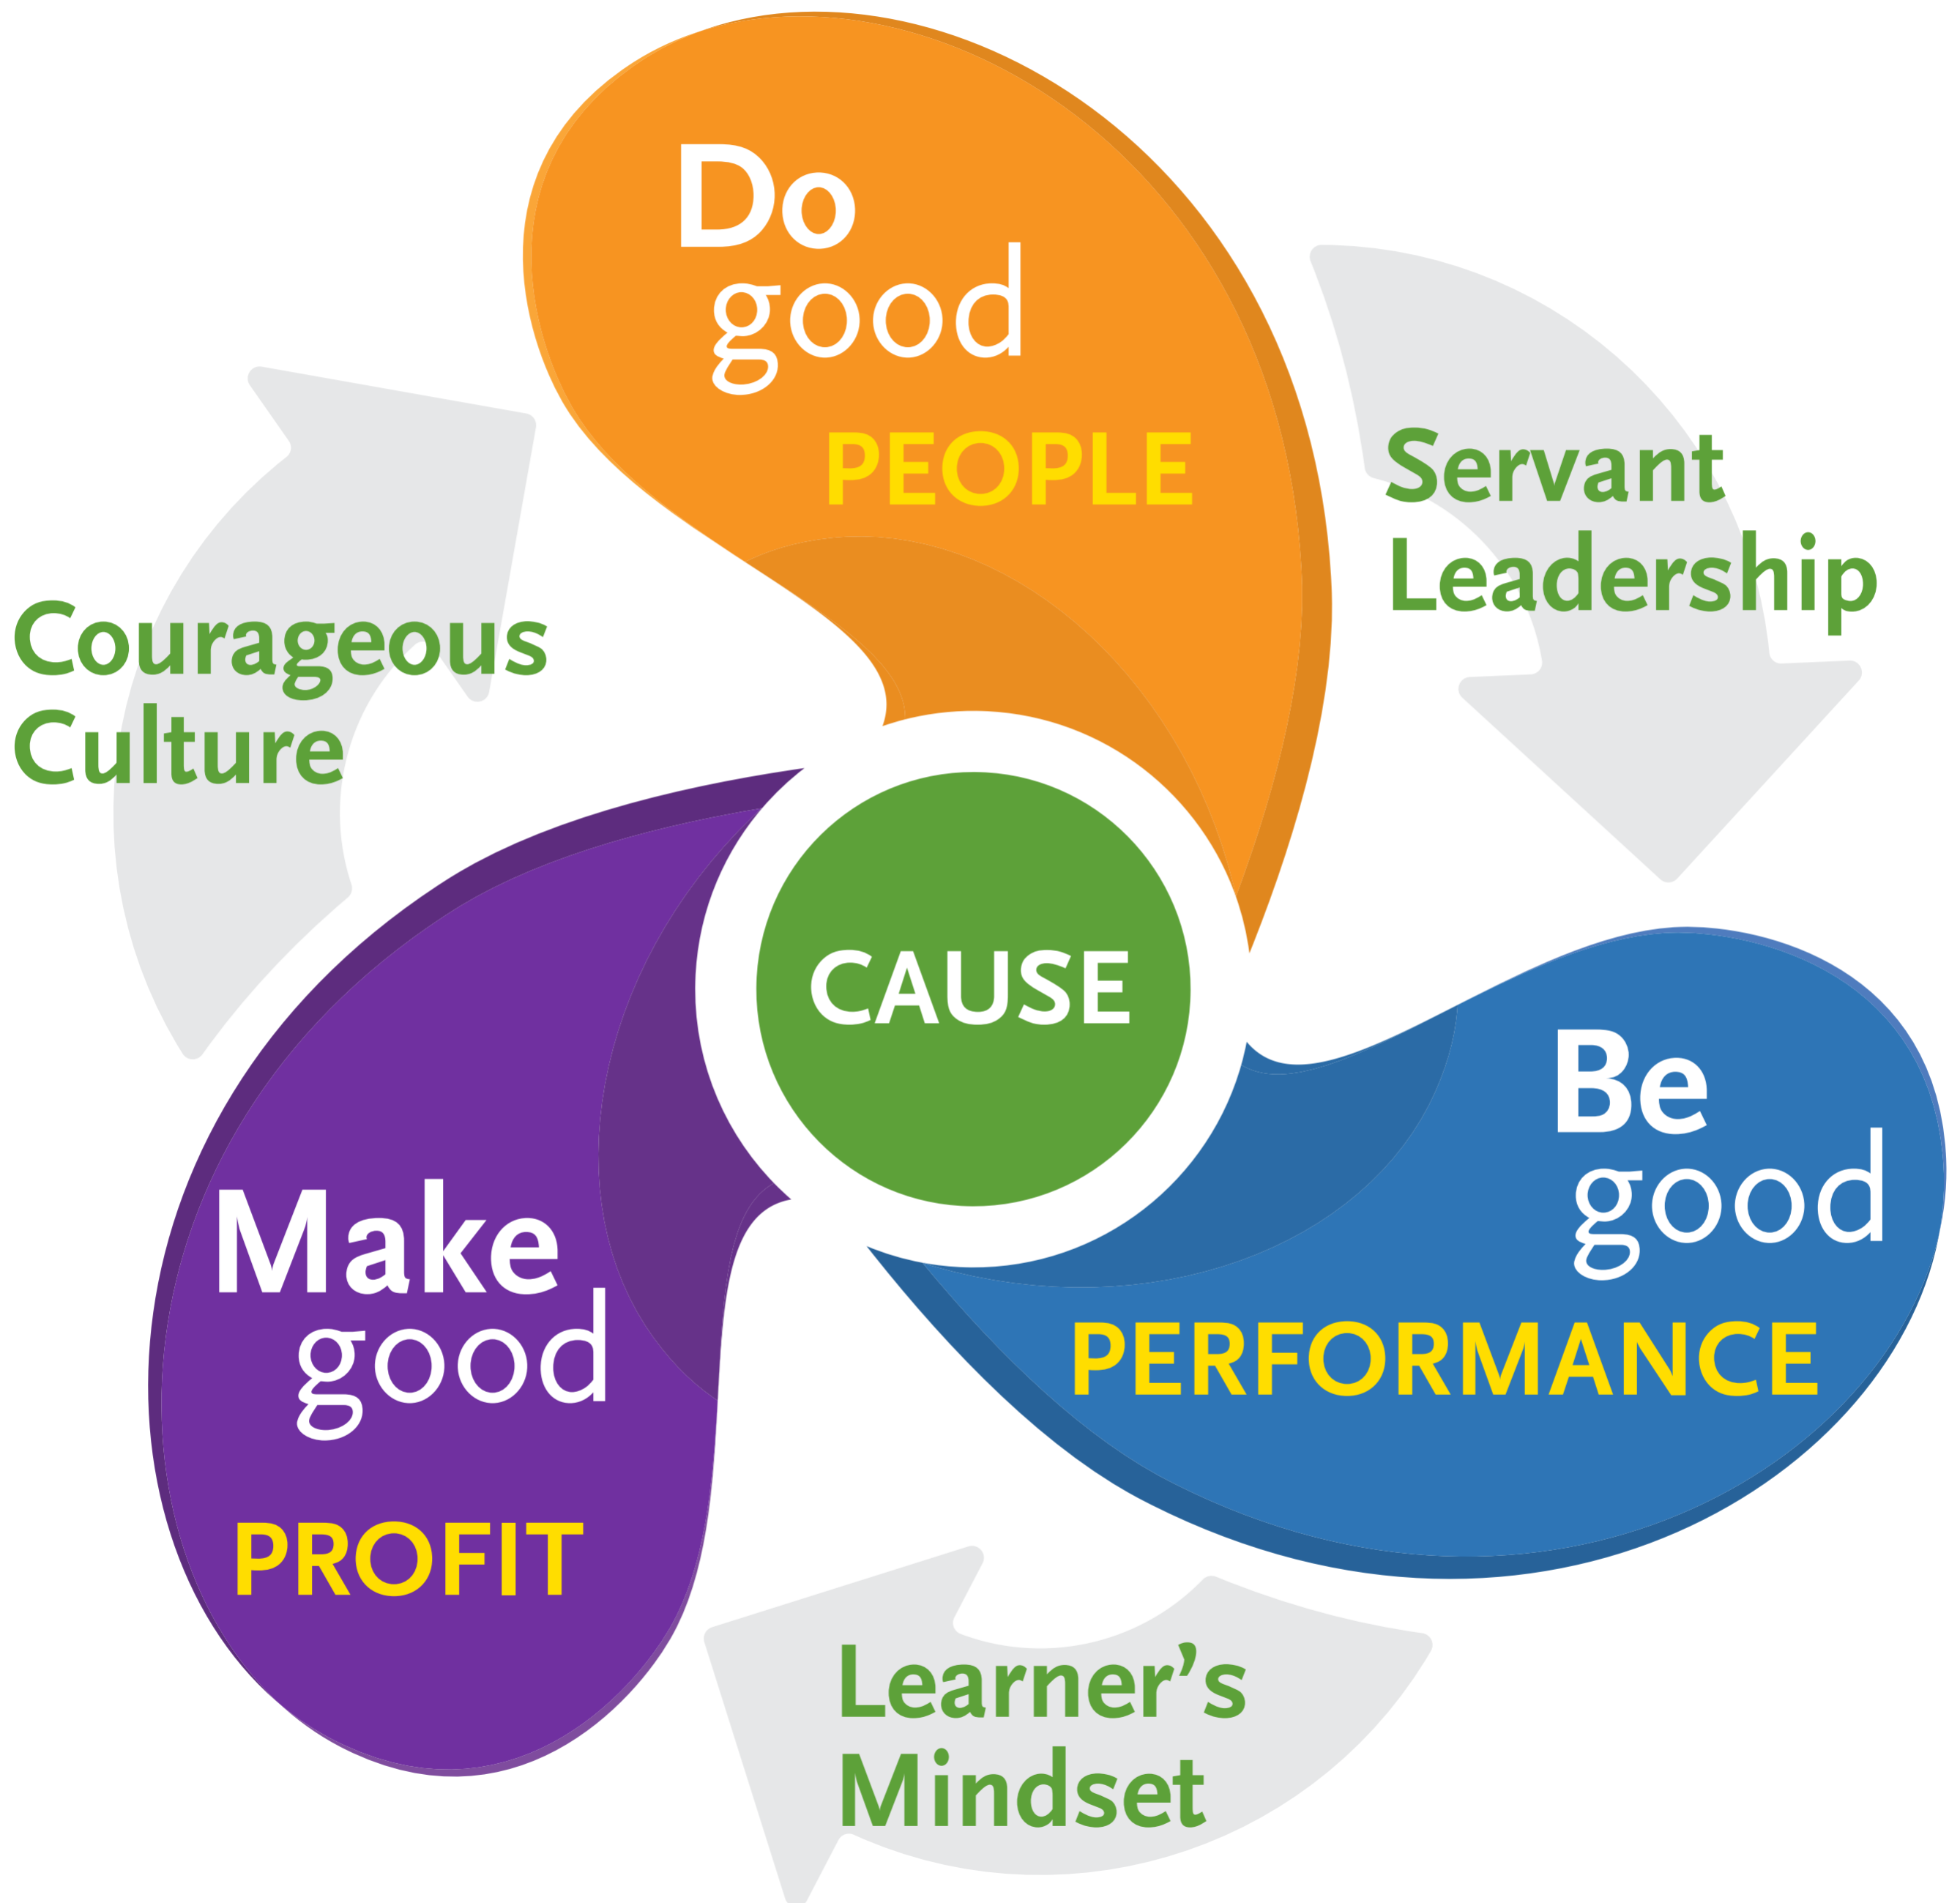 Do
good
PEOPLE
Servant
Leadership
Courageous
Culture
CAUSE
Be
good
PERFORMANCE
Make
good
PROFIT
Learner’s
Mindset